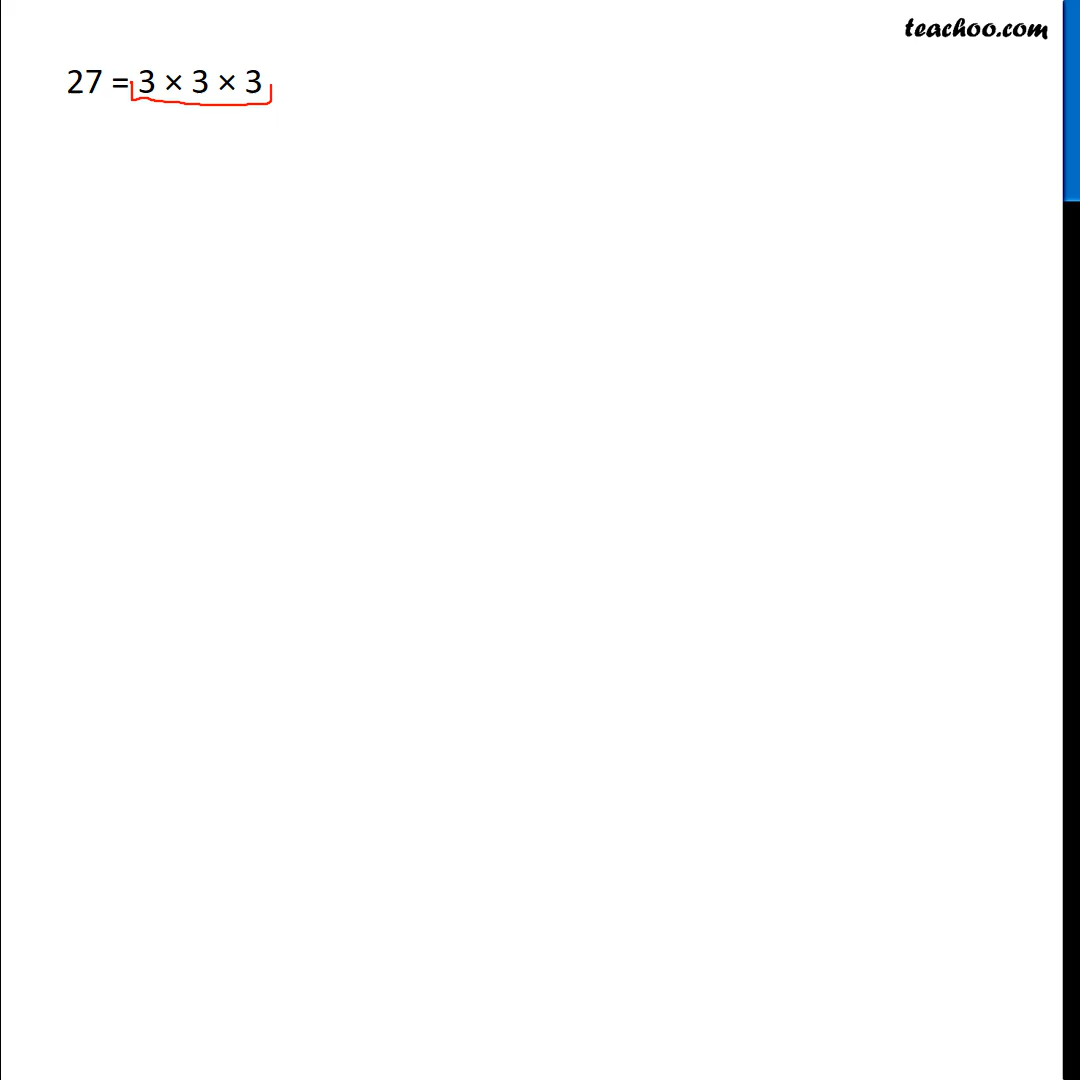 teachoo.com
27 = 3 × 3 × 3